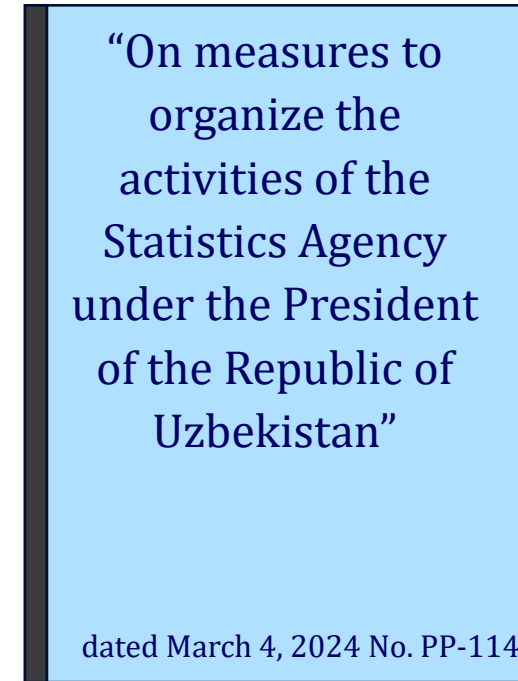 “On measures to
organize the
activities of the
Statistics Agency
under the President
of the Republic of
Uzbekistan”
dated March 4, 2024 No. PP-114